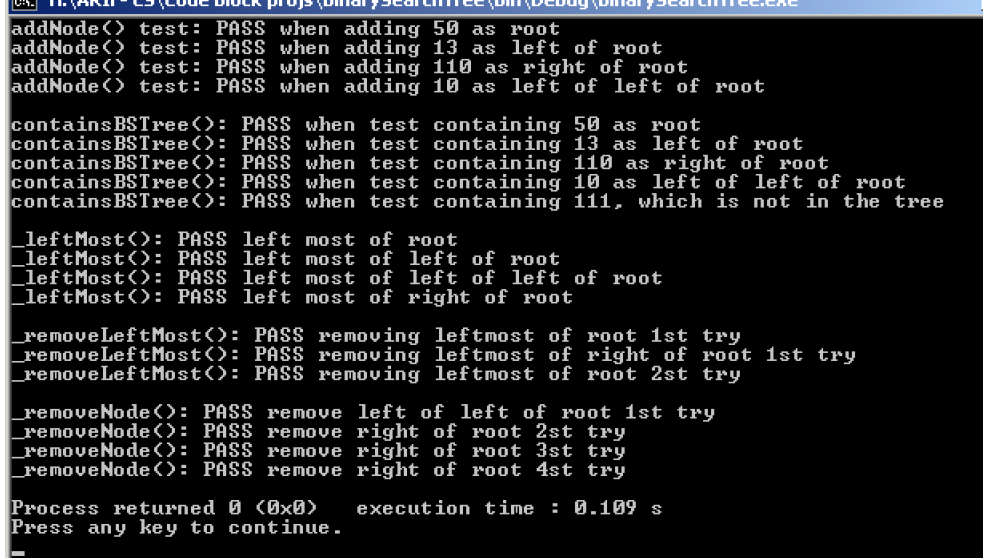 H:\ARIF - CS\Code block projs\binarySearchTree\bin\Debug\binarySearchTree.exe
addNode() test: PASS when adding 50 as root
addNode() test: PASS when adding 13 as left of root
addNode() test: PASS when adding 110 as right of root
addNode() test: PASS when adding 10 as left of left of root
containsBSTree(): PASS when test containing 50 as root
containsBSTree(): PASS when test containing 13 as left of root
containsBSTree(): PASS when test containing 110 as right of root
containsBSTree(): PASS when test containing 10 as left of left of root
containsBSTree(): PASS when test containing 111, which is not in the tree
_leftMost(): PASS left most of root
_leftMost(): PASS left most of left of root
_leftMost(): PASS left most of left of left of root
_leftMost(): PASS left most of right of root
_removeLeftMost(): PASS removing leftmost of root 1st try
_removeLeftMost(): PASS removing leftmost of right of root 1st try
_removeLeftMost(): PASS removing leftmost of root 2st try
_removeNode(): PASS remove left of left of root 1st try
_removeNode(): PASS remove right of root 2st try
_removeNode(): PASS remove right of root 3st try
_removeNode(): PASS remove right of root 4st try
Process returned 0 (0x0) execution time : 0.109 s
Press any key to continue.